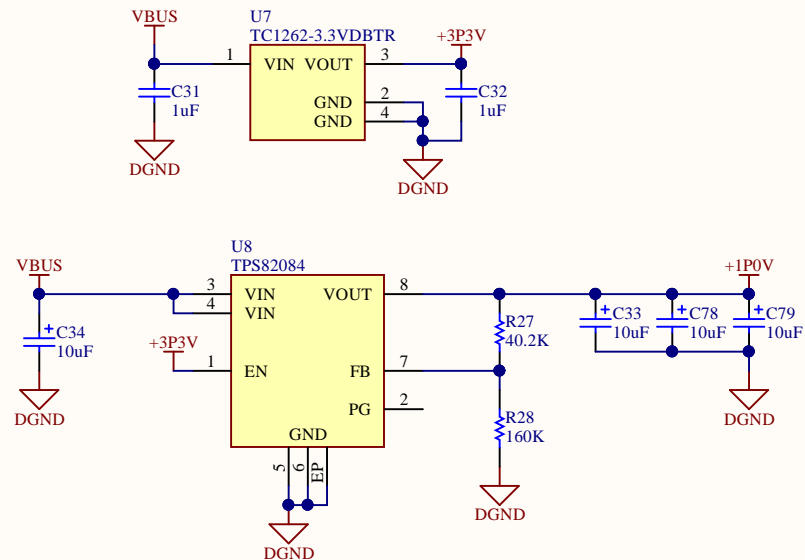 VBUS
U7
TC1262-3.3VDBTR
+3P3V
1
VIN VOUT
3
C31
1uF
GND
2
GND
4
C32
1uF
DGND
DGND
U8
TPS82084
VBUS
+1P0V
3
VIN
VOUT
8
4
VIN
+
C34
10uF
R27
40.2K
+
C33
10uF
+
C78
10uF
+
C79
10uF
+3P3V
1
EN
FB
7
PG
2
DGND
R28
160K
DGND
GND
5
6
EP
DGND
DGND